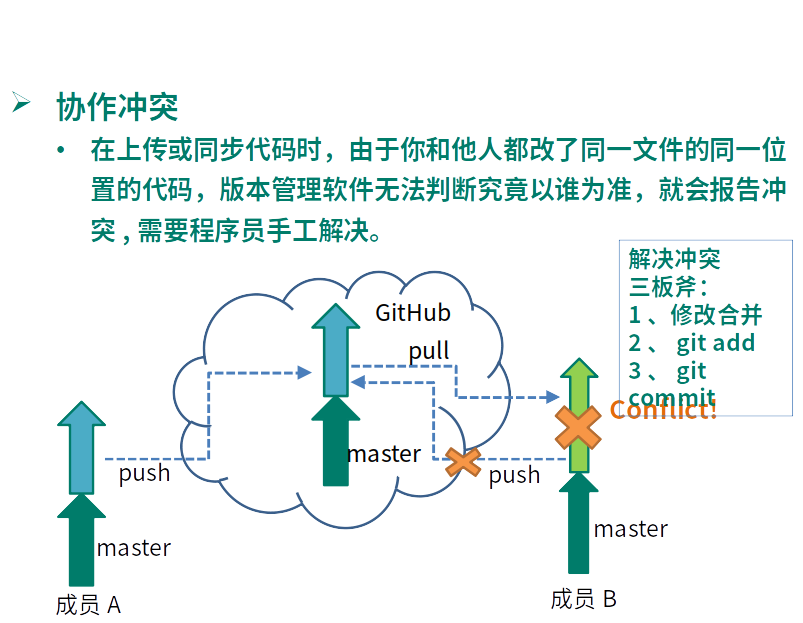 协作冲突
在上传或同步代码时，由于你和他人都改了同一文件的同一位
置的代码，版本管理软件无法判断究竟以谁为准，就会报告冲
突 , 需要程序员手工解决。
解决冲突
三板斧：
1 、修改合并
2 、 git add
3 、 git
commit
Conflict!
GitHub
pull
master
push
push
master
master
成员 A
成员 B